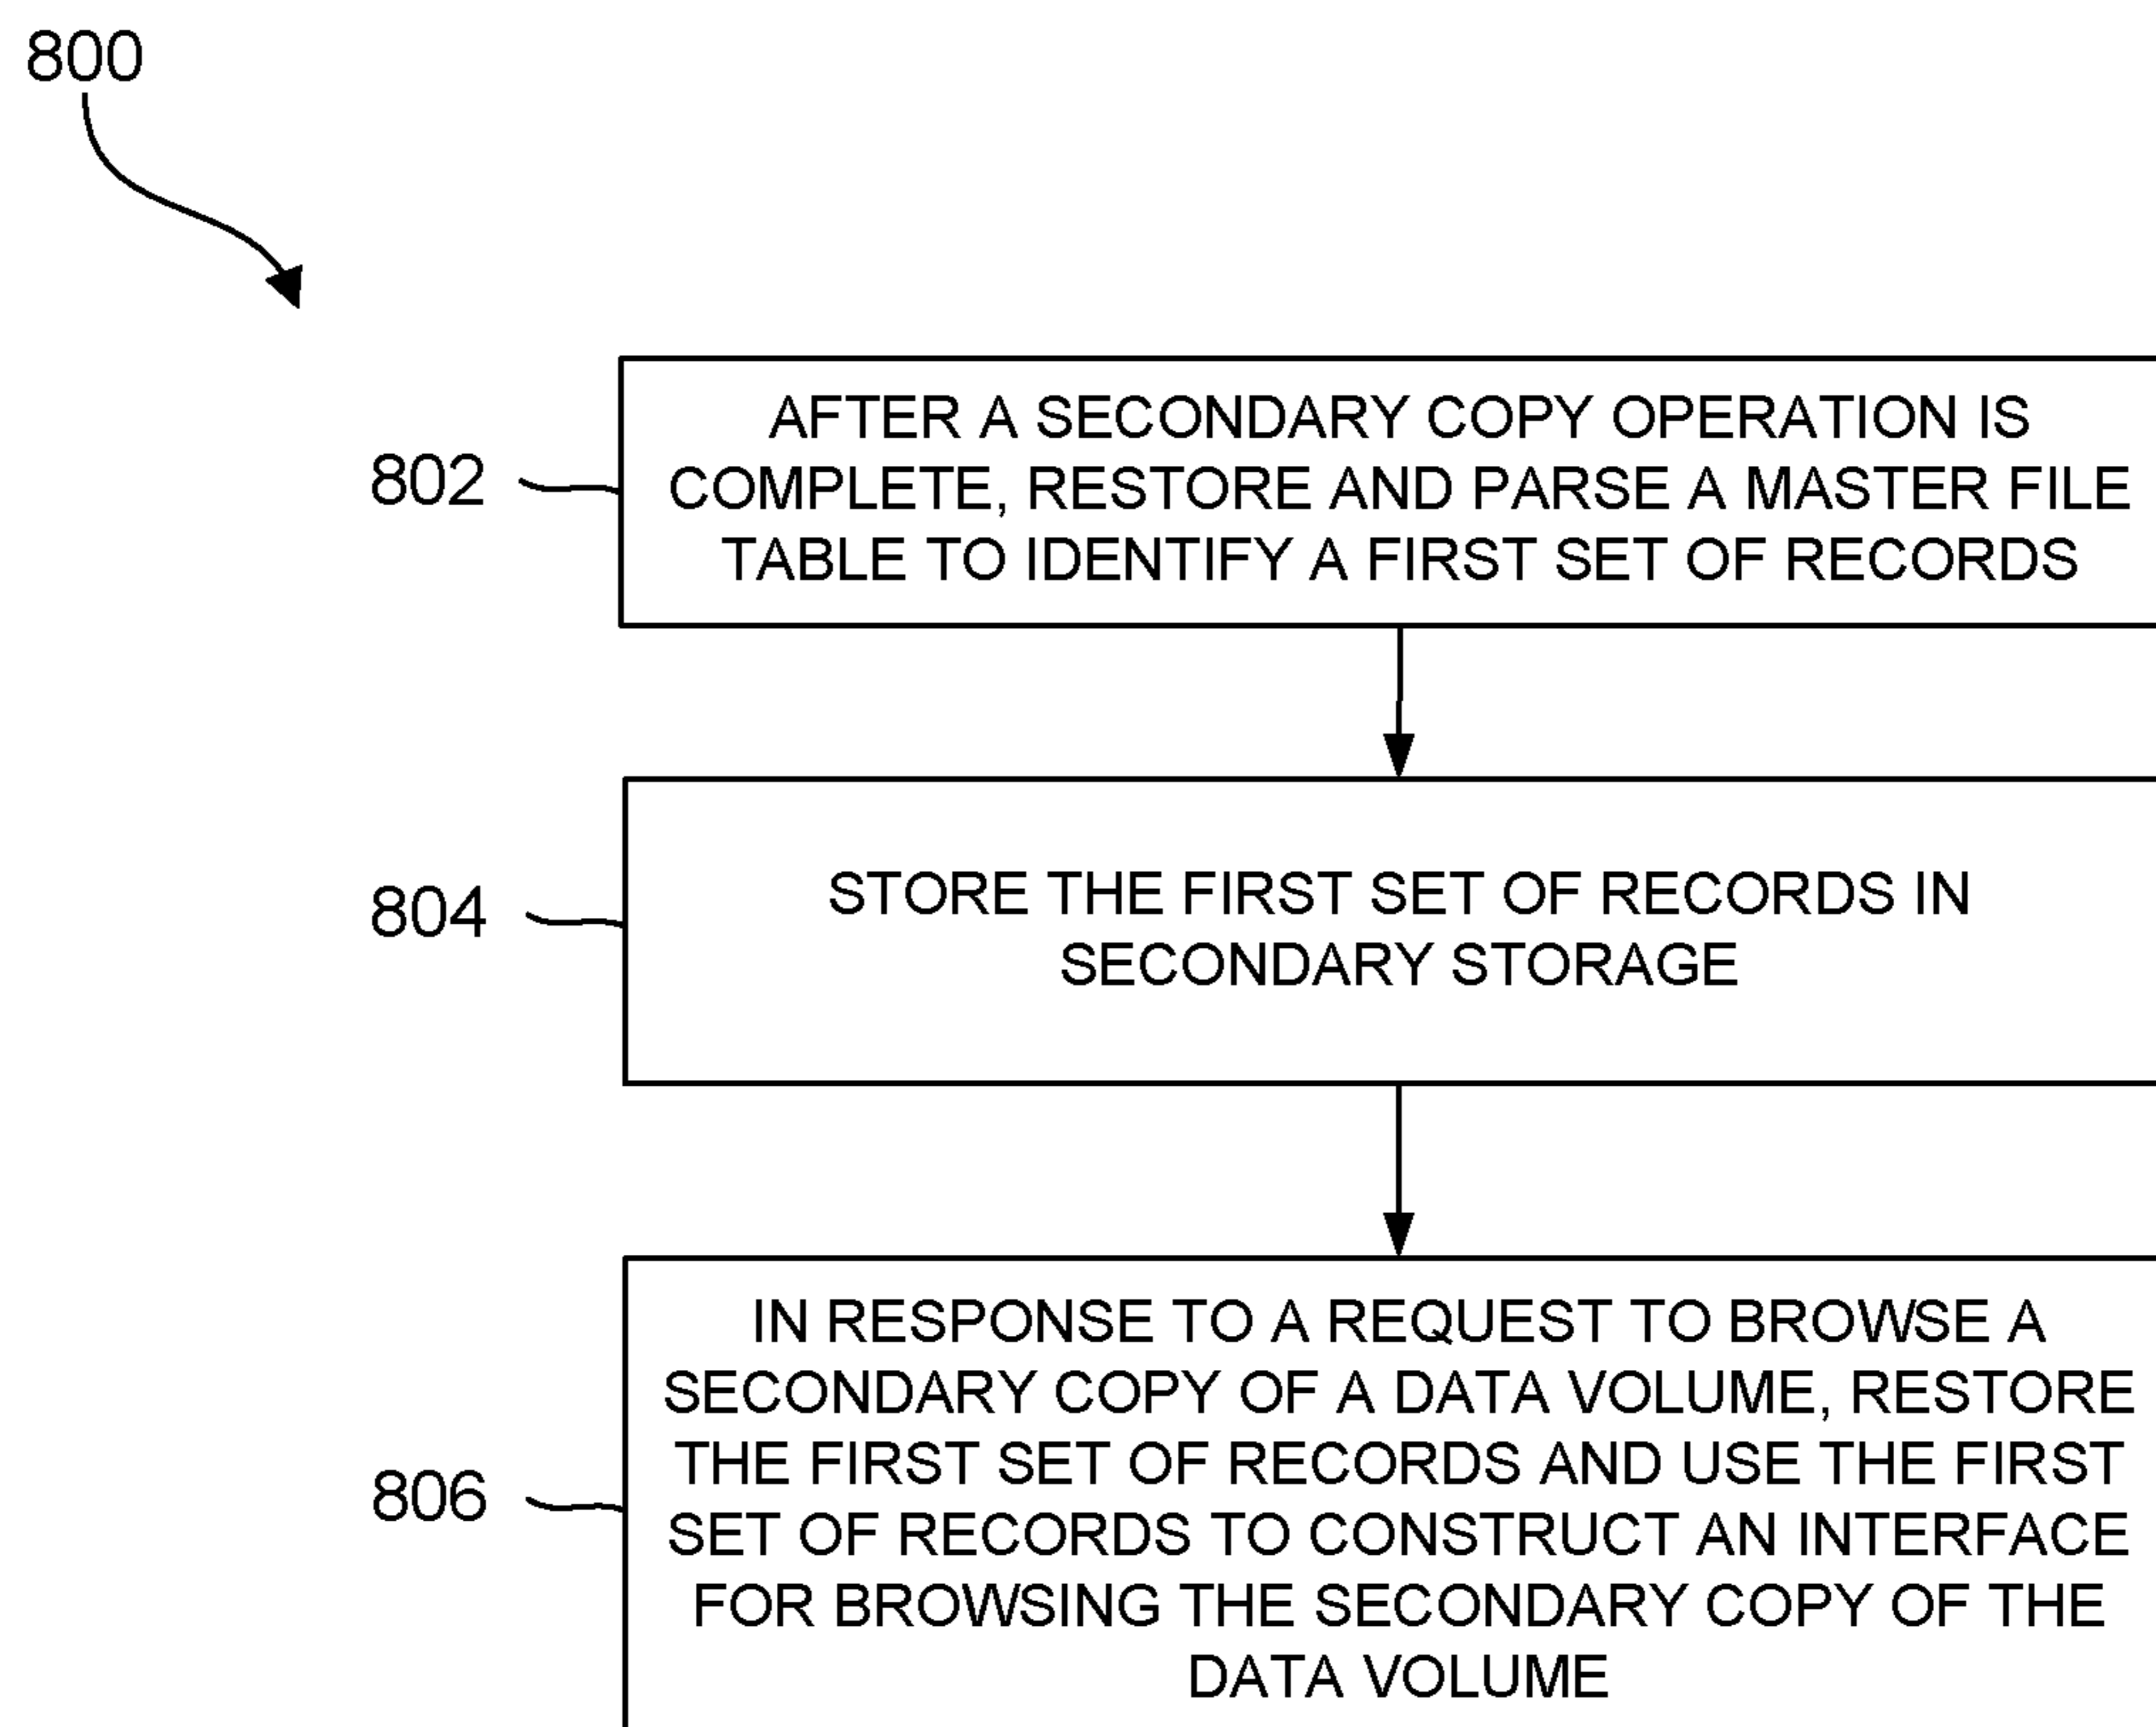 800
802
AFTER A SECONDARY COPY OPERATION IS
COMPLETE, RESTORE AND PARSE A MASTER FILE
TABLE TO IDENTIFY A FIRST SET OF RECORDS
804
STORE THE FIRST SET OF RECORDS IN
SECONDARY STORAGE
806
IN RESPONSE TO A REQUEST TO BROWSE A
SECONDARY COPY OF A DATA VOLUME, RESTORE
THE FIRST SET OF RECORDS AND USE THE FIRST
SET OF RECORDS TO CONSTRUCT AN INTERFACE
FOR BROWSING THE SECONDARY COPY OF THE
DATA VOLUME